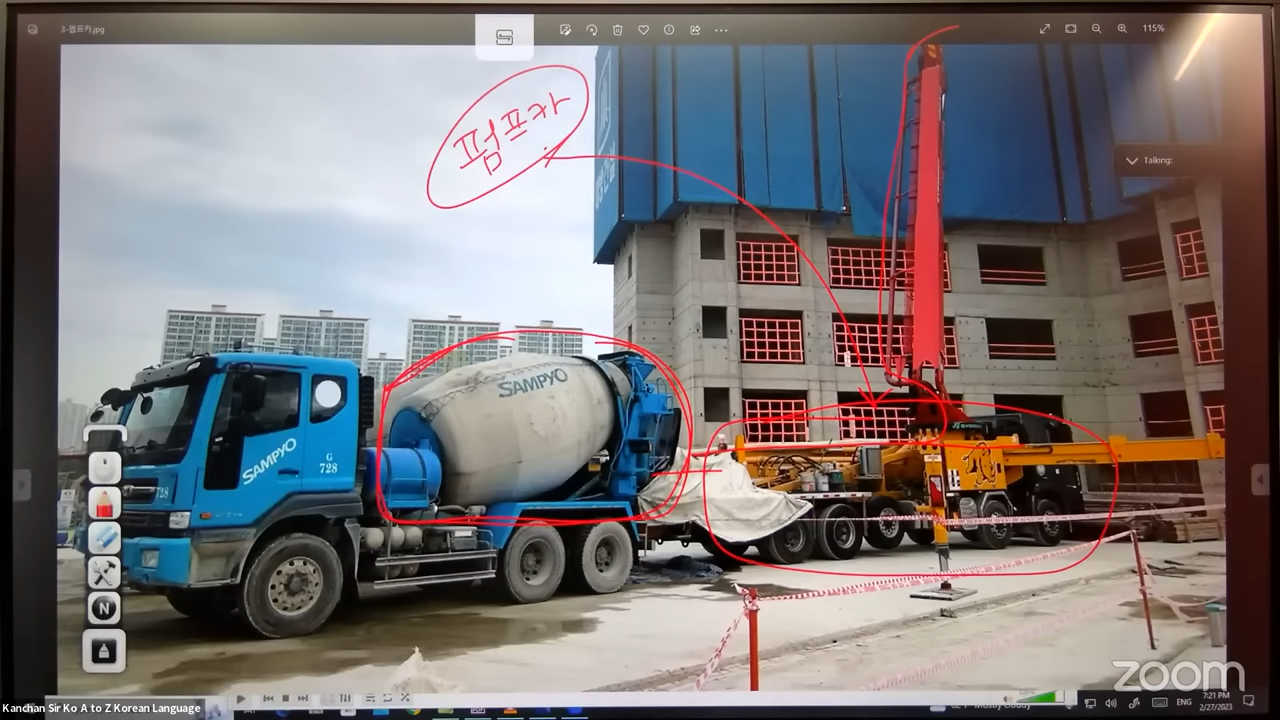 3-펌프카.jpg
115%
펌프카
Talking:
SAMPYO
SAMPYO
G
728
728
N
zoom
Kanchan Sir Ko A to Z Korean Language
ENG
7:21 PM
2/27/2023